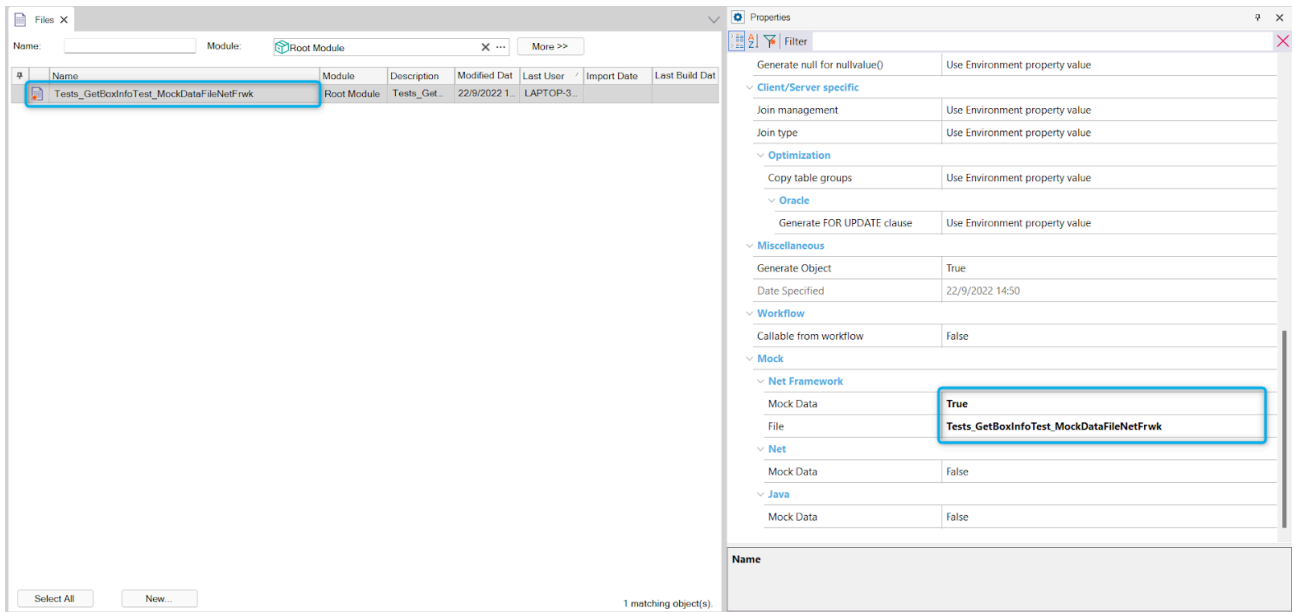 Files
Name:
Module:
Root Module
...
More >>
Name Module Description Modified Dat Last User Import Date Last Build Dat
Tests_GetBoxInfoTest_MockDataFileNetFrwk Root Module Tests_Get... 22/9/2022 1... LAPTOP-3...
Select All
New...
1 matching object(s).
Properties
Filter
Generate null for nullvalue() Use Environment property value
Client/Server specific
Join management Use Environment property value
Join type Use Environment property value
Optimization
Copy table groups Use Environment property value
Oracle
Generate FOR UPDATE clause Use Environment property value
Miscellaneous
Generate Object True
Date Specified 22/9/2022 14:50
Workflow
Callable from workflow False
Mock
Net Framework
Mock Data True
File Tests_GetBoxInfoTest_MockDataFileNetFrwk
Net
Mock Data False
Java
Mock Data False
Name